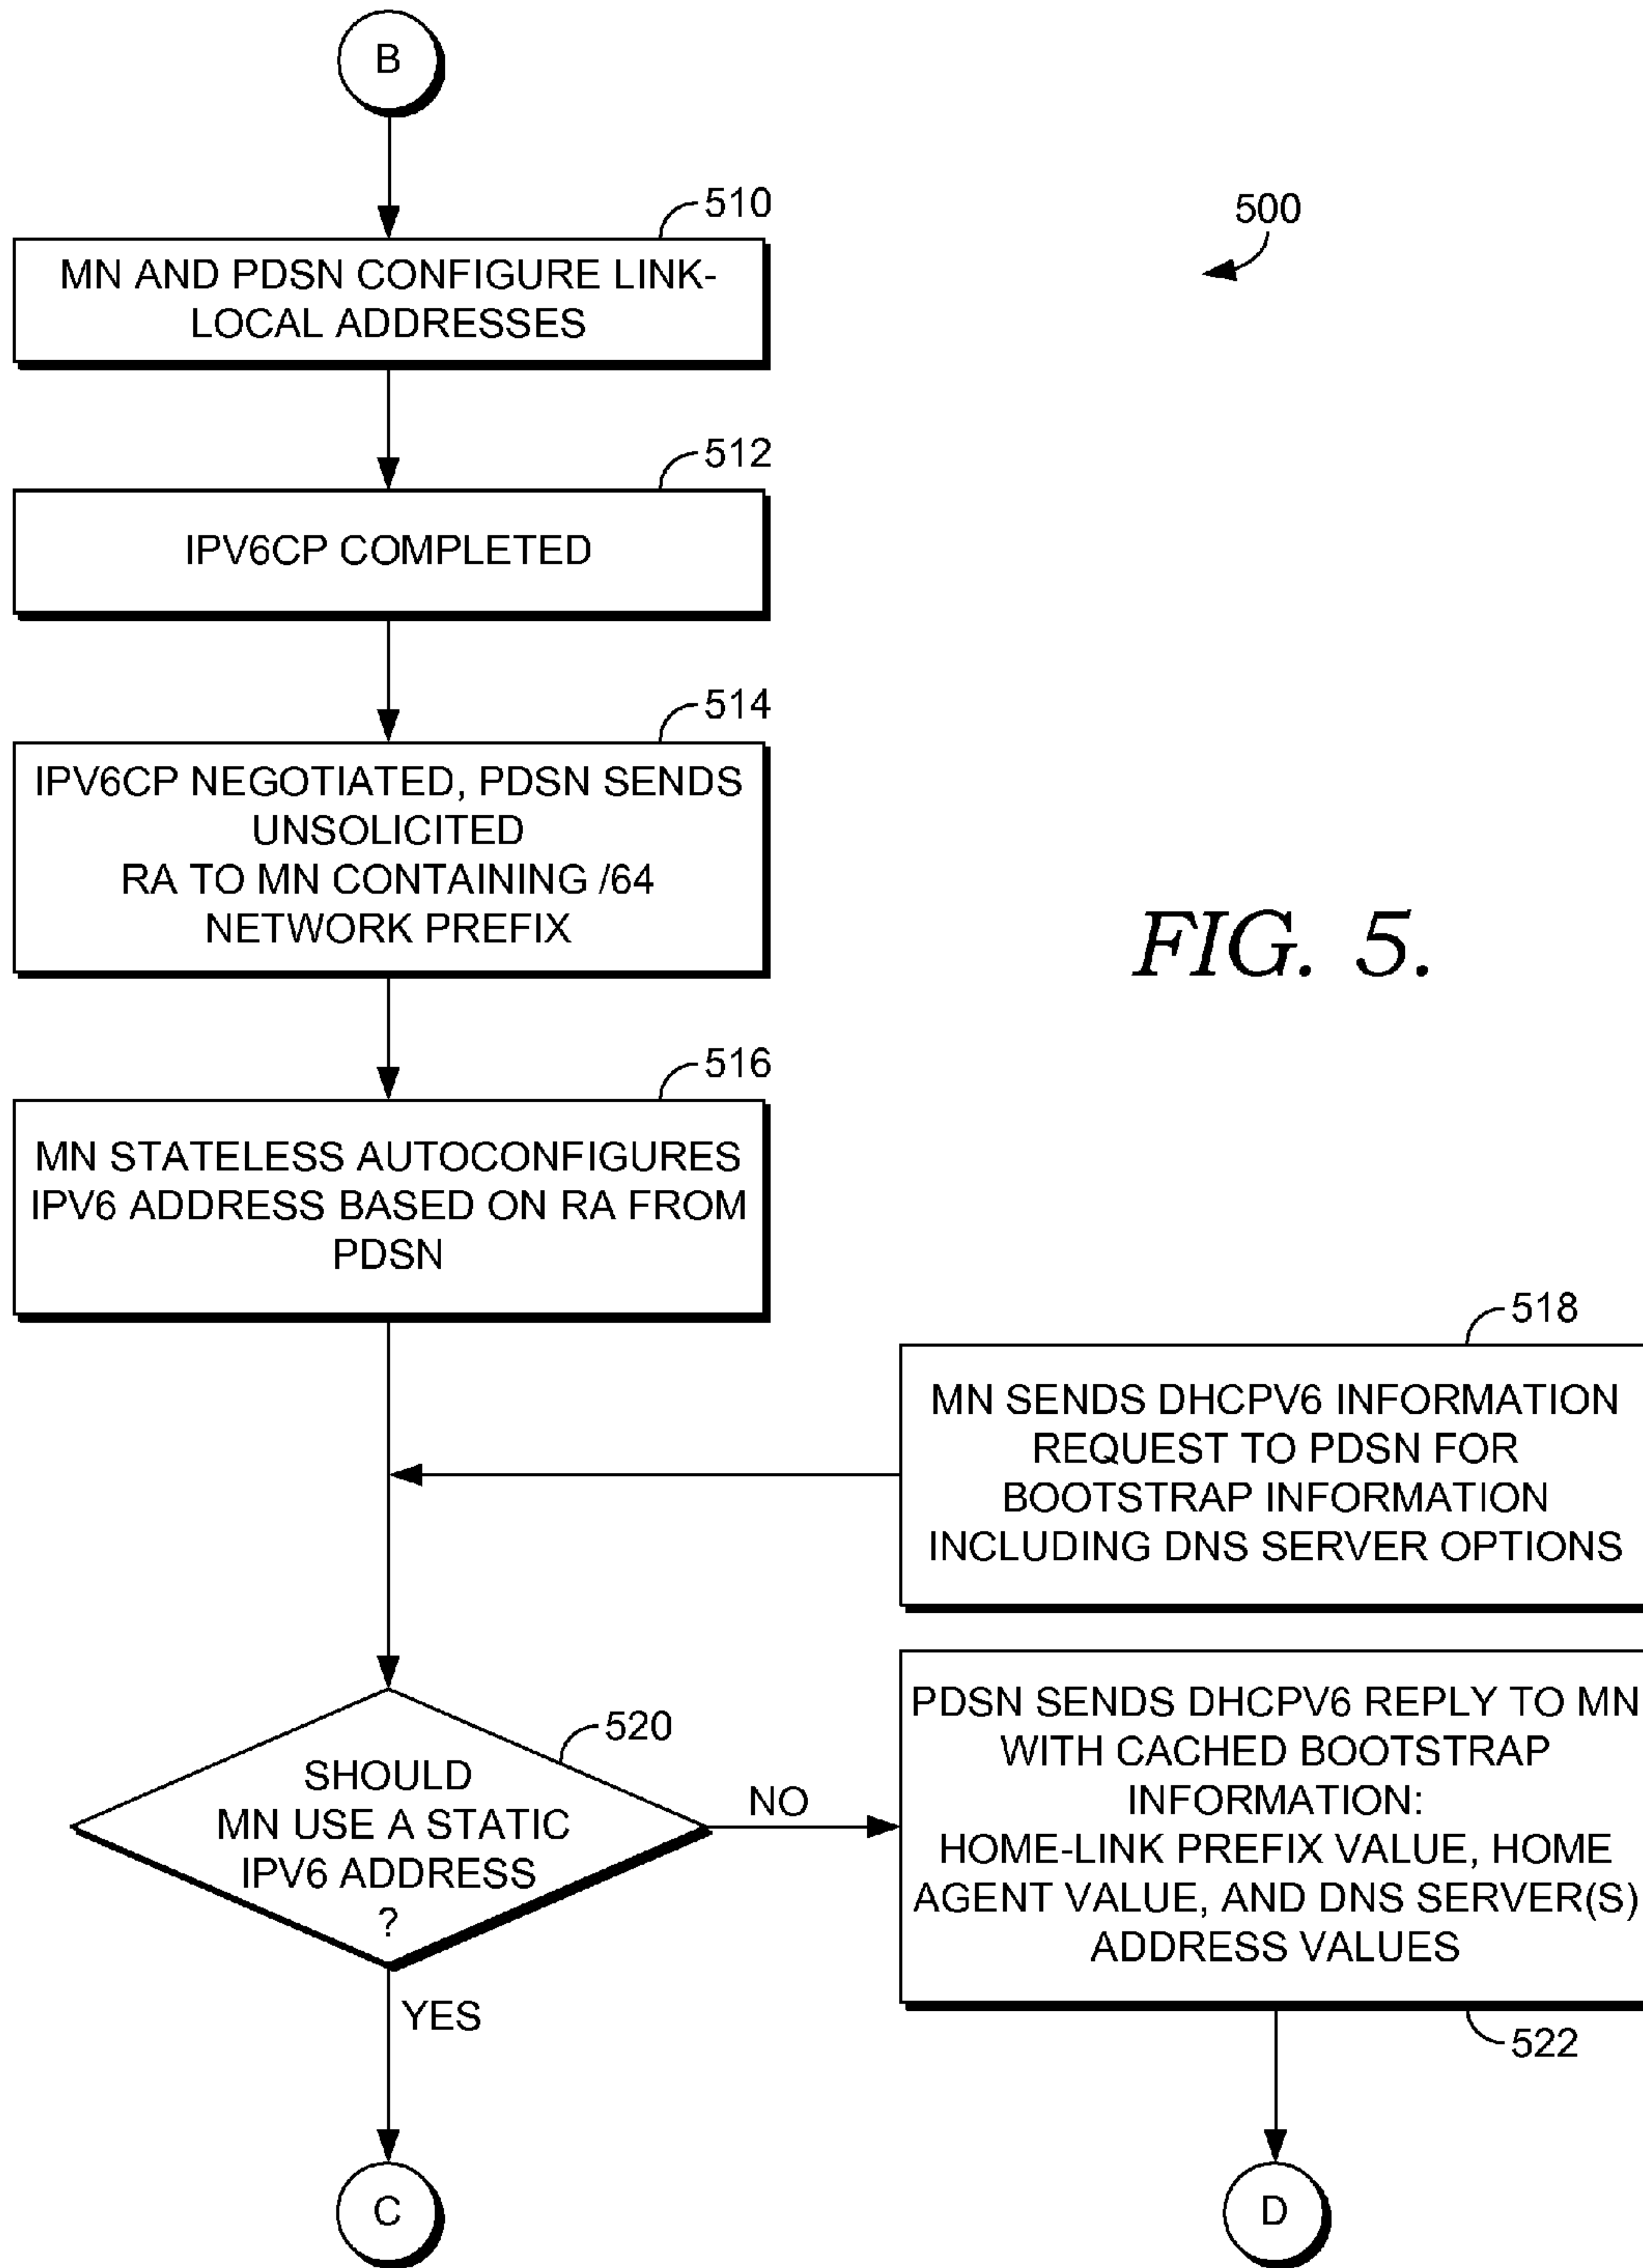 B
510
500
MN AND PDSN CONFIGURE LINK-
LOCAL ADDRESSES
512
IPV6CP COMPLETED
514
IPV6CP NEGOTIATED, PDSN SENDS
UNSOLICITED
RA TO MN CONTAINING /64
NETWORK PREFIX
FIG. 5.
516
MN STATELESS AUTOCONFIGURES
IPV6 ADDRESS BASED ON RA FROM
PDSN
518
MN SENDS DHCPV6 INFORMATION
REQUEST TO PDSN FOR
BOOTSTRAP INFORMATION
INCLUDING DNS SERVER OPTIONS
520
SHOULD
MN USE A STATIC
IPV6 ADDRESS
?
NO
PDSN SENDS DHCPV6 REPLY TO MN
WITH CACHED BOOTSTRAP
INFORMATION:
HOME-LINK PREFIX VALUE, HOME
AGENT VALUE, AND DNS SERVER(S)
ADDRESS VALUES
YES
522
C
D